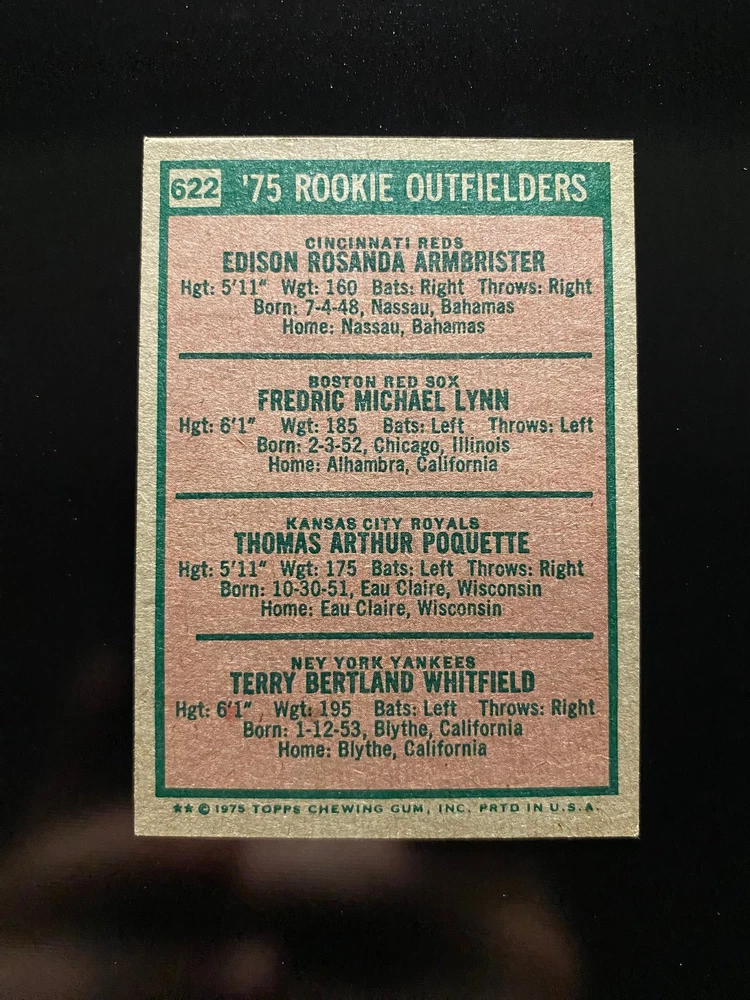 622 '75 ROOKIE OUTFIELDERS
CINCINNATI REDS
EDISON ROSANDA ARMBRISTER
Hgt: 5'11" Wgt: 160 Bats: Right Throws: Right
Born: 7-4-48, Nassau, Bahamas
Home: Nassau, Bahamas
BOSTON RED SOX
FREDRIC MICHAEL LYNN
Hgt: 6'1" Wgt: 185 Bats: Left Throws: Left
Born: 2-3-52, Chicago, Illinois
Home: Alhambra, California
KANSAS CITY ROYALS
THOMAS ARTHUR POQUETTE
Hgt: 5'11" Wgt: 175 Bats: Left Throws: Right
Born: 10-30-51, Eau Claire, Wisconsin
Home: Eau Claire, Wisconsin
NEY YORK YANKEES
TERRY BERTLAND WHITFIELD
Hgt: 6'1" Wgt: 195 Bats: Left Throws: Right
Born: 1-12-53, Blythe, California
Home: Blythe, California
★★ © 1975 TOPPS CHEWING GUM, INC. PRTD IN U.S.A.